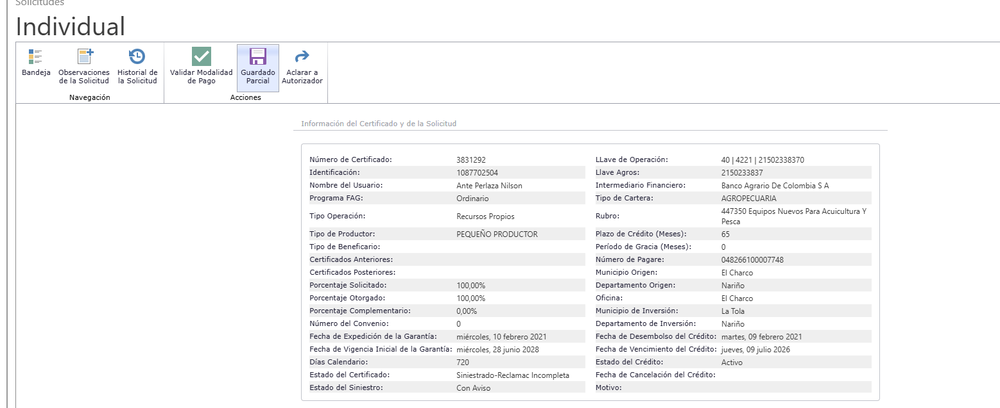 Solicitudes
Individual
Bandeja
Observaciones
de la Solicitud
Historial de
la Solicitud
Navegación
Validar Modalidad
de Pago
Guardado
Parcial
Aclarar a
Autorizador
Acciones
Información del Certificado y de la Solicitud
Número de Certificado: 3831292
LLave de Operación: 40 | 4221 | 21502338370
Identificación: 1087702504
Llave Agros: 2150233837
Nombre del Usuario: Ante Perlaza Nilson
Intermediario Financiero: Banco Agrario De Colombia S A
Programa FAG: Ordinario
Tipo de Cartera: AGROPECUARIA
Tipo Operación: Recursos Propios
Rubro: 447350 Equipos Nuevos Para Acuicultura Y
Pesca
Tipo de Productor: PEQUEÑO PRODUCTOR
Plazo de Crédito (Meses): 65
Tipo de Beneficario:
Período de Gracia (Meses): 0
Certificados Anteriores:
Número de Pagare: 048266100007748
Certificados Posteriores:
Municipio Origen: El Charco
Porcentaje Solicitado: 100,00%
Departamento Origen: Nariño
Porcentaje Otorgado: 100,00%
Oficina: El Charco
Porcentaje Complementario: 0,00%
Municipio de Inversión: La Tola
Número del Convenio: 0
Departamento de Inversión: Nariño
Fecha de Expedición de la Garantía: miércoles, 10 febrero 2021
Fecha de Desembolso del Crédito: martes, 09 febrero 2021
Fecha de Vigencia Inicial de la Garantía: miércoles, 28 junio 2028
Fecha de Vencimiento del Crédito: jueves, 09 julio 2026
Días Calendario: 720
Estado del Crédito: Activo
Estado del Certificado: Siniestrado-Reclamac Incompleta
Fecha de Cancelación del Crédito:
Estado del Siniestro: Con Aviso
Motivo: